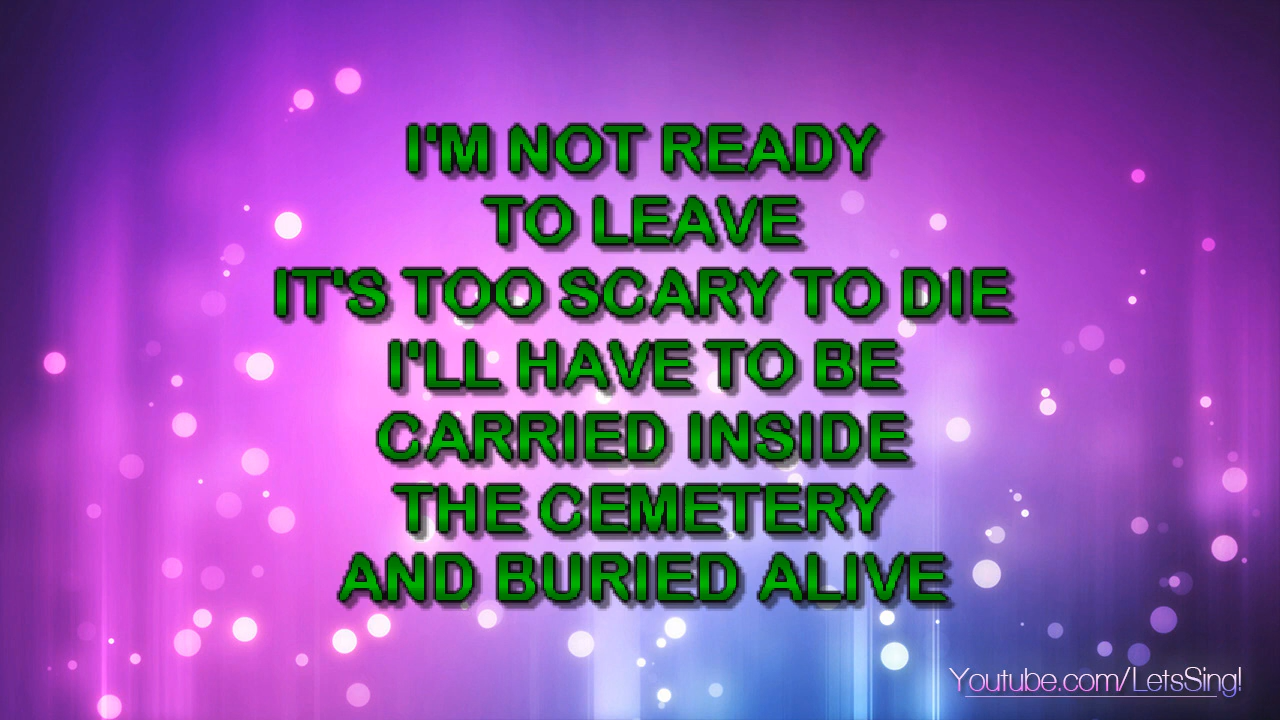 I'M NOT READY
TO LEAVE
IT'S TOO SCARY TO DIE
I'LL HAVE TO BE
CARRIED INSIDE
THE CEMETERY
AND BURIED ALIVE
Youtube.com/LetsSing!